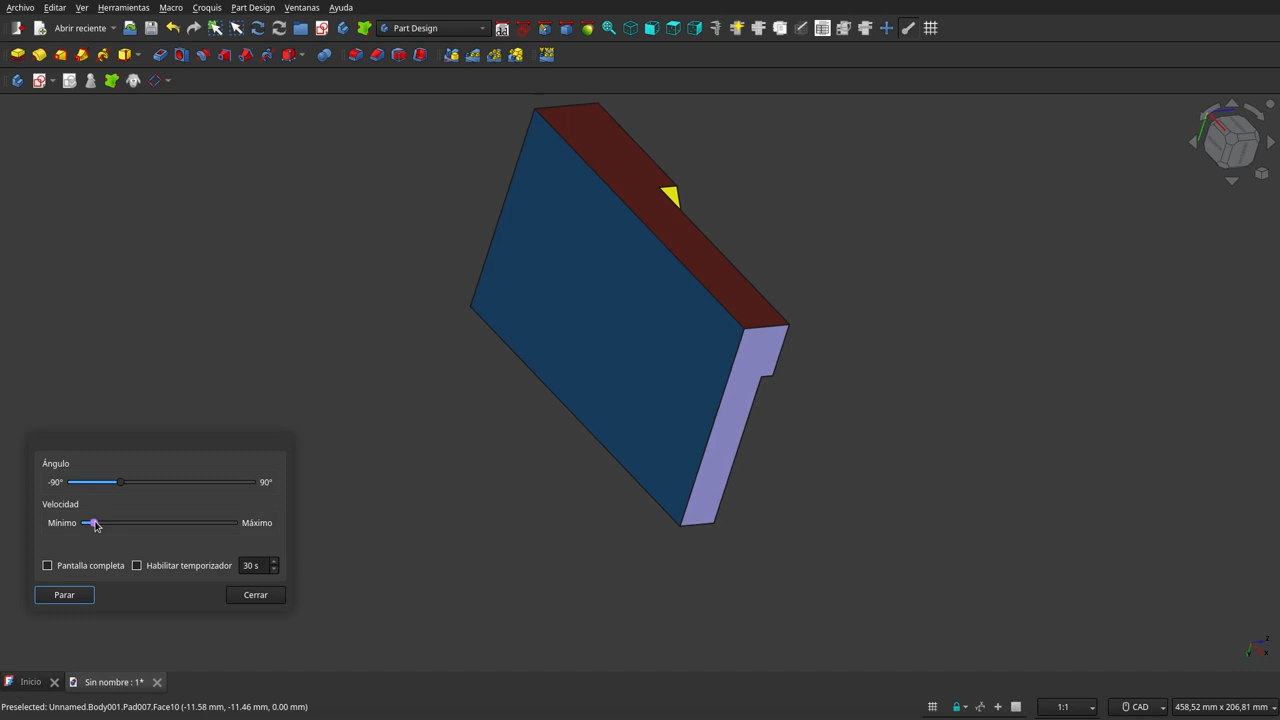 Archivo Editar Ver Herramientas Macro Croquis Part Design Ventanas Ayuda
Abrir reciente Part Design
Ángulo
-90° 90°
Velocidad
Mínimo Máximo
Pantalla completa Habilitar temporizador 30 s
Parar Cerrar
z
x
y
Inicio Sin nombre : 1*
Preselected: Unnamed.Body001.Pad007.Face10 (-11.58 mm, -11.46 mm, 0.00 mm) 1:1 CAD 458,52 mm x 206,81 mm